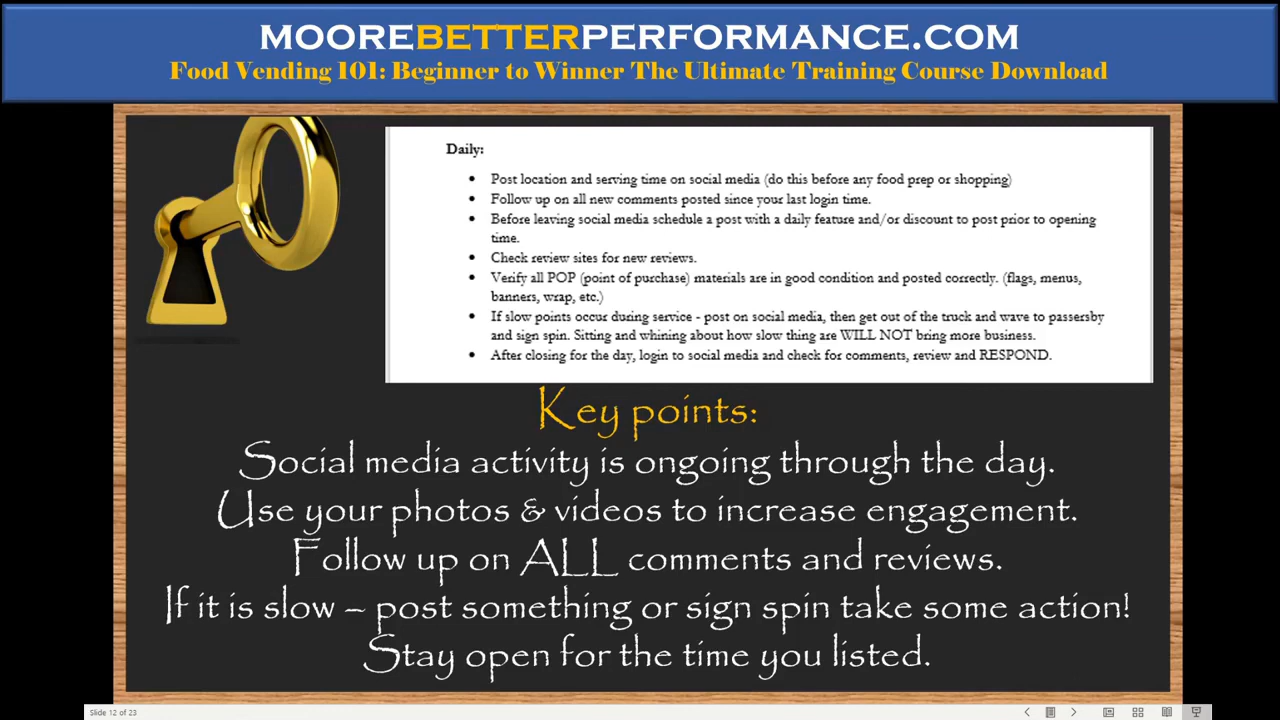 MOOREBETTERPERFORMANCE.COM
Food Vending 101: Beginner to Winner The Ultimate Training Course Download
Daily:
• Post location and serving time on social media (do this before any food prep or shopping)
• Follow up on all new comments posted since your last login time.
• Before leaving social media schedule a post with a daily feature and/or discount to post prior to opening
time.
• Check review sites for new reviews.
• Verify all POP (point of purchase) materials are in good condition and posted correctly. (flags, menus,
banners, wrap, etc.)
• If slow points occur during service - post on social media, then get out of the truck and wave to passersby
and sign spin. Sitting and whining about how slow thing are WILL NOT bring more business.
• After closing for the day, login to social media and check for comments, review and RESPOND.
Key points:
Social media activity is ongoing through the day.
Use your photos & videos to increase engagement.
Follow up on ALL comments and reviews.
If it is slow – post something or sign spin take some action!
Stay open for the time you listed.
Slide 12 of 23